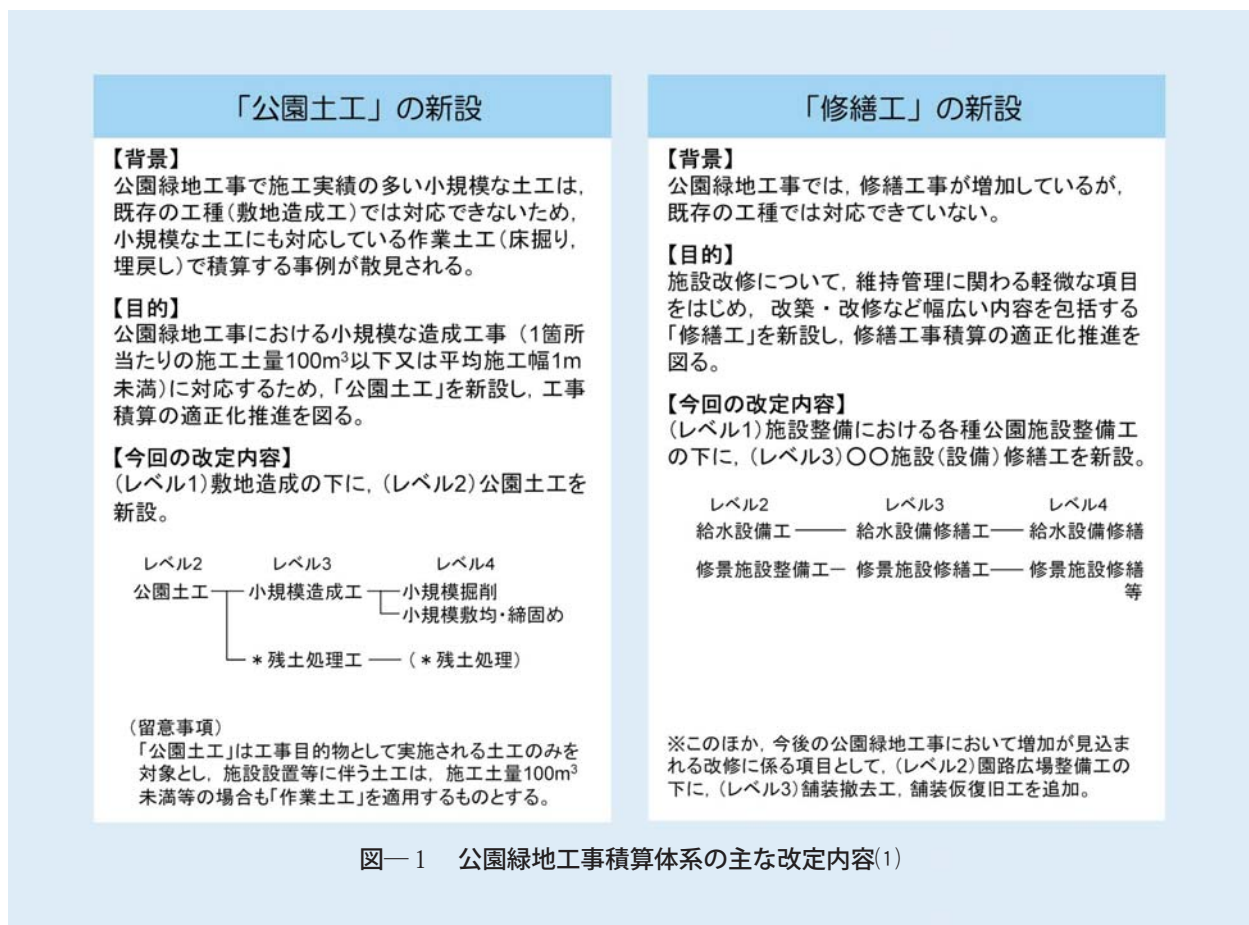 「公園土工」の新設
【背景】
公園緑地工事で施工実績の多い小規模な土工は,
既存の工種(敷地造成工)では対応できないため,
小規模な土工にも対応している作業土工(床掘り,
埋戻し)で積算する事例が散見される。
【目的】
公園緑地工事における小規模な造成工事（1箇所
当たりの施工土量100m³以下又は平均施工幅1m
未満)に対応するため,「公園土工」を新設し, 工事
積算の適正化推進を図る。
【今回の改定内容】
(レベル1)敷地造成の下に, (レベル2)公園土工を
新設。
レベル2 レベル3 レベル4
公園土工 小規模造成工 小規模掘削
小規模敷均・締固め
＊残土処理工 (＊残土処理)
（留意事項）
「公園土工」は工事目的物として実施される土工のみを
対象とし, 施設設置等に伴う土工は, 施工土量100m³
未満等の場合も「作業土工」を適用するものとする。
「修繕工」の新設
【背景】
公園緑地工事では, 修繕工事が増加しているが,
既存の工種では対応できていない。
【目的】
施設改修について, 維持管理に関わる軽微な項目
をはじめ, 改築・改修など幅広い内容を包括する
「修繕工」を新設し, 修繕工事積算の適正化推進を
図る。
【今回の改定内容】
(レベル1)施設整備における各種公園施設整備工
の下に, (レベル3)〇〇施設(設備)修繕工を新設。
レベル2 レベル3 レベル4
給水設備工 給水設備修繕工 給水設備修繕
修景施設整備工 修景施設修繕工 修景施設修繕
等
※このほか, 今後の公園緑地工事において増加が見込ま
れる改修に係る項目として, (レベル2)園路広場整備工の
下に, (レベル3)舗装撤去工, 舗装仮復旧工を追加。
図―1 公園緑地工事積算体系の主な改定内容⑴